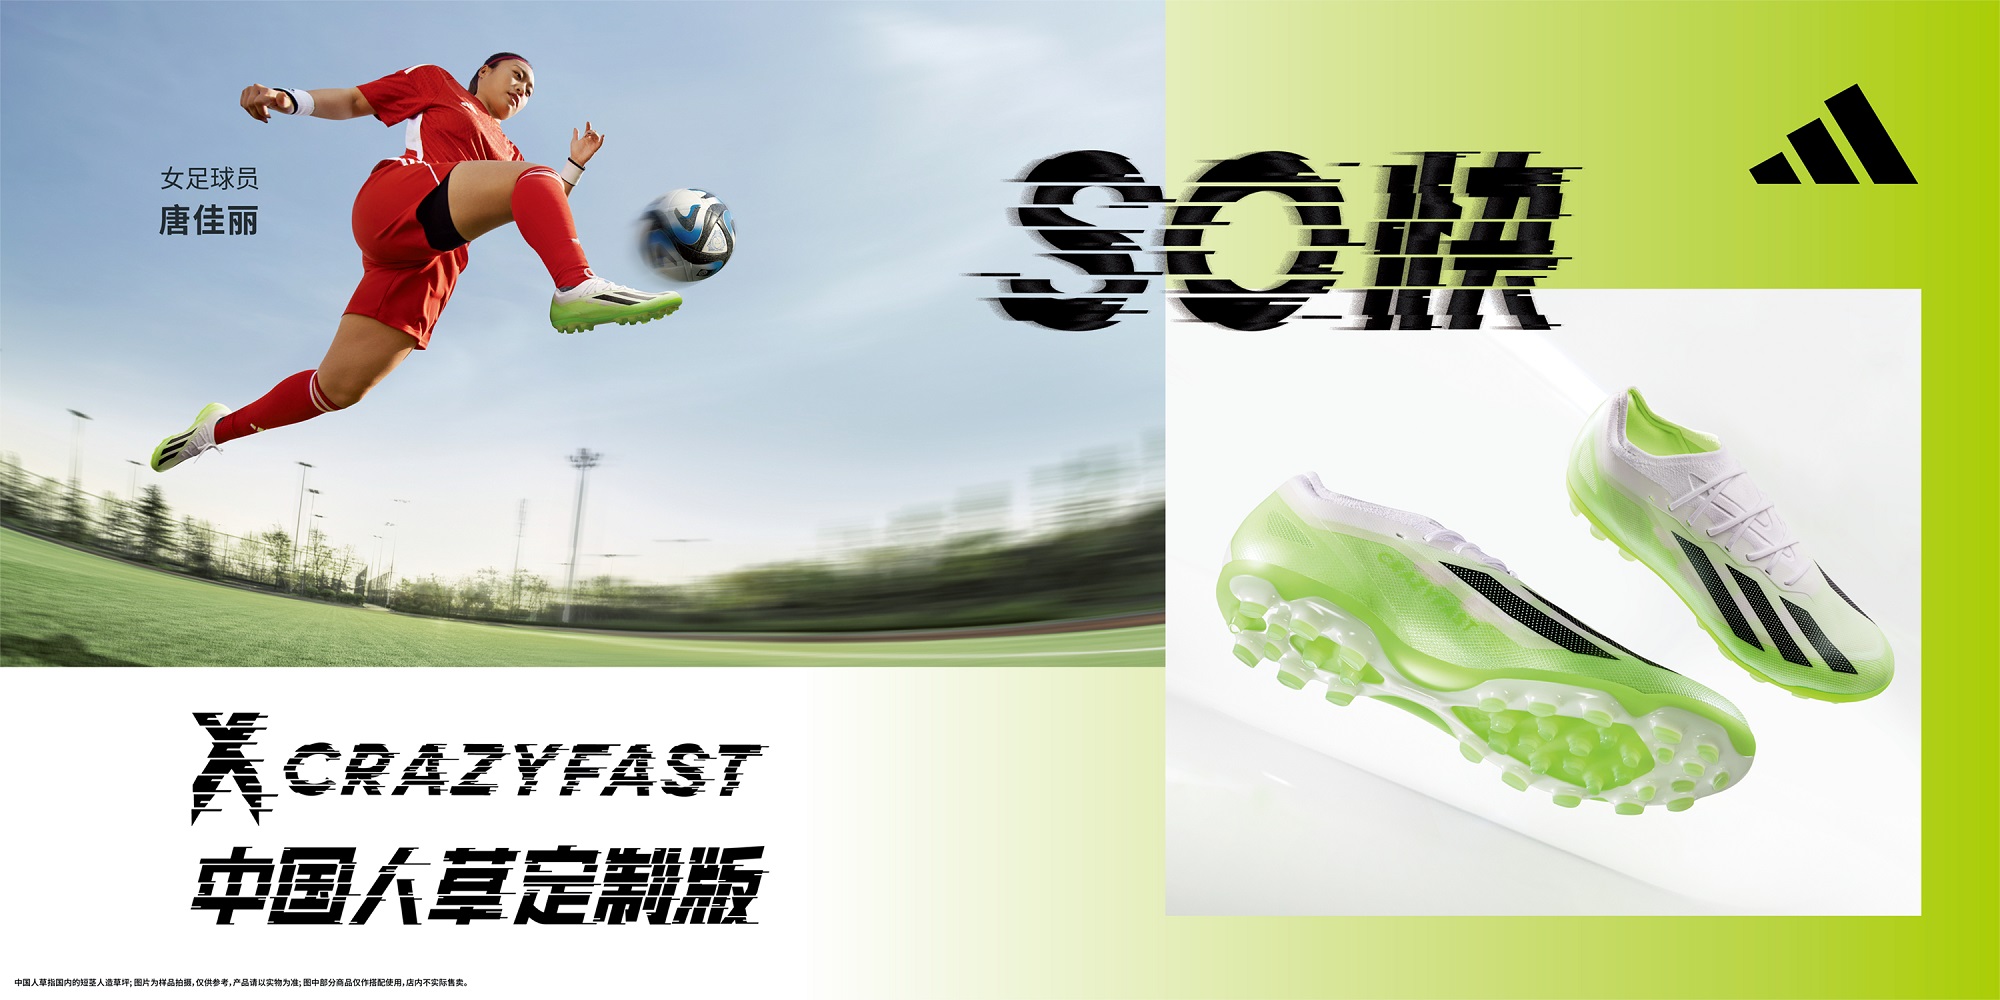 女足球员
唐佳丽
SO快
X CRAZYFAST
中国人草定制版
CRAZYFAST
中国人草指国内的短茎人造草坪; 图片为样品拍摄, 仅供参考, 产品请以实物为准; 图中部分商品仅作搭配使用, 店内不实际售卖。